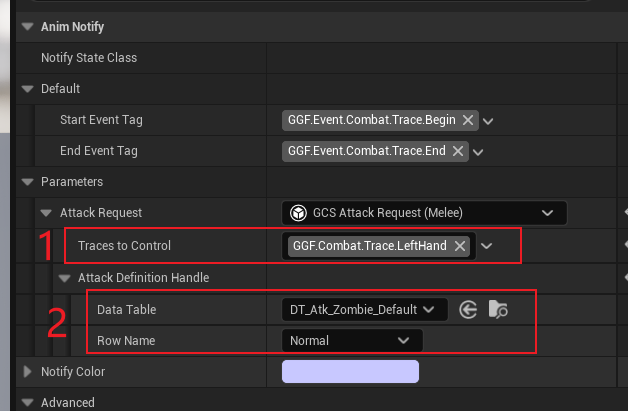 Anim Notify
Notify State Class
Default
Start Event Tag GGF.Event.Combat.Trace.Begin
End Event Tag GGF.Event.Combat.Trace.End
Parameters
Attack Request GCS Attack Request (Melee)
1 Traces to Control GGF.Combat.Trace.LeftHand
Attack Definition Handle
2 Data Table DT_Atk_Zombie_Default
Row Name Normal
Notify Color
Advanced